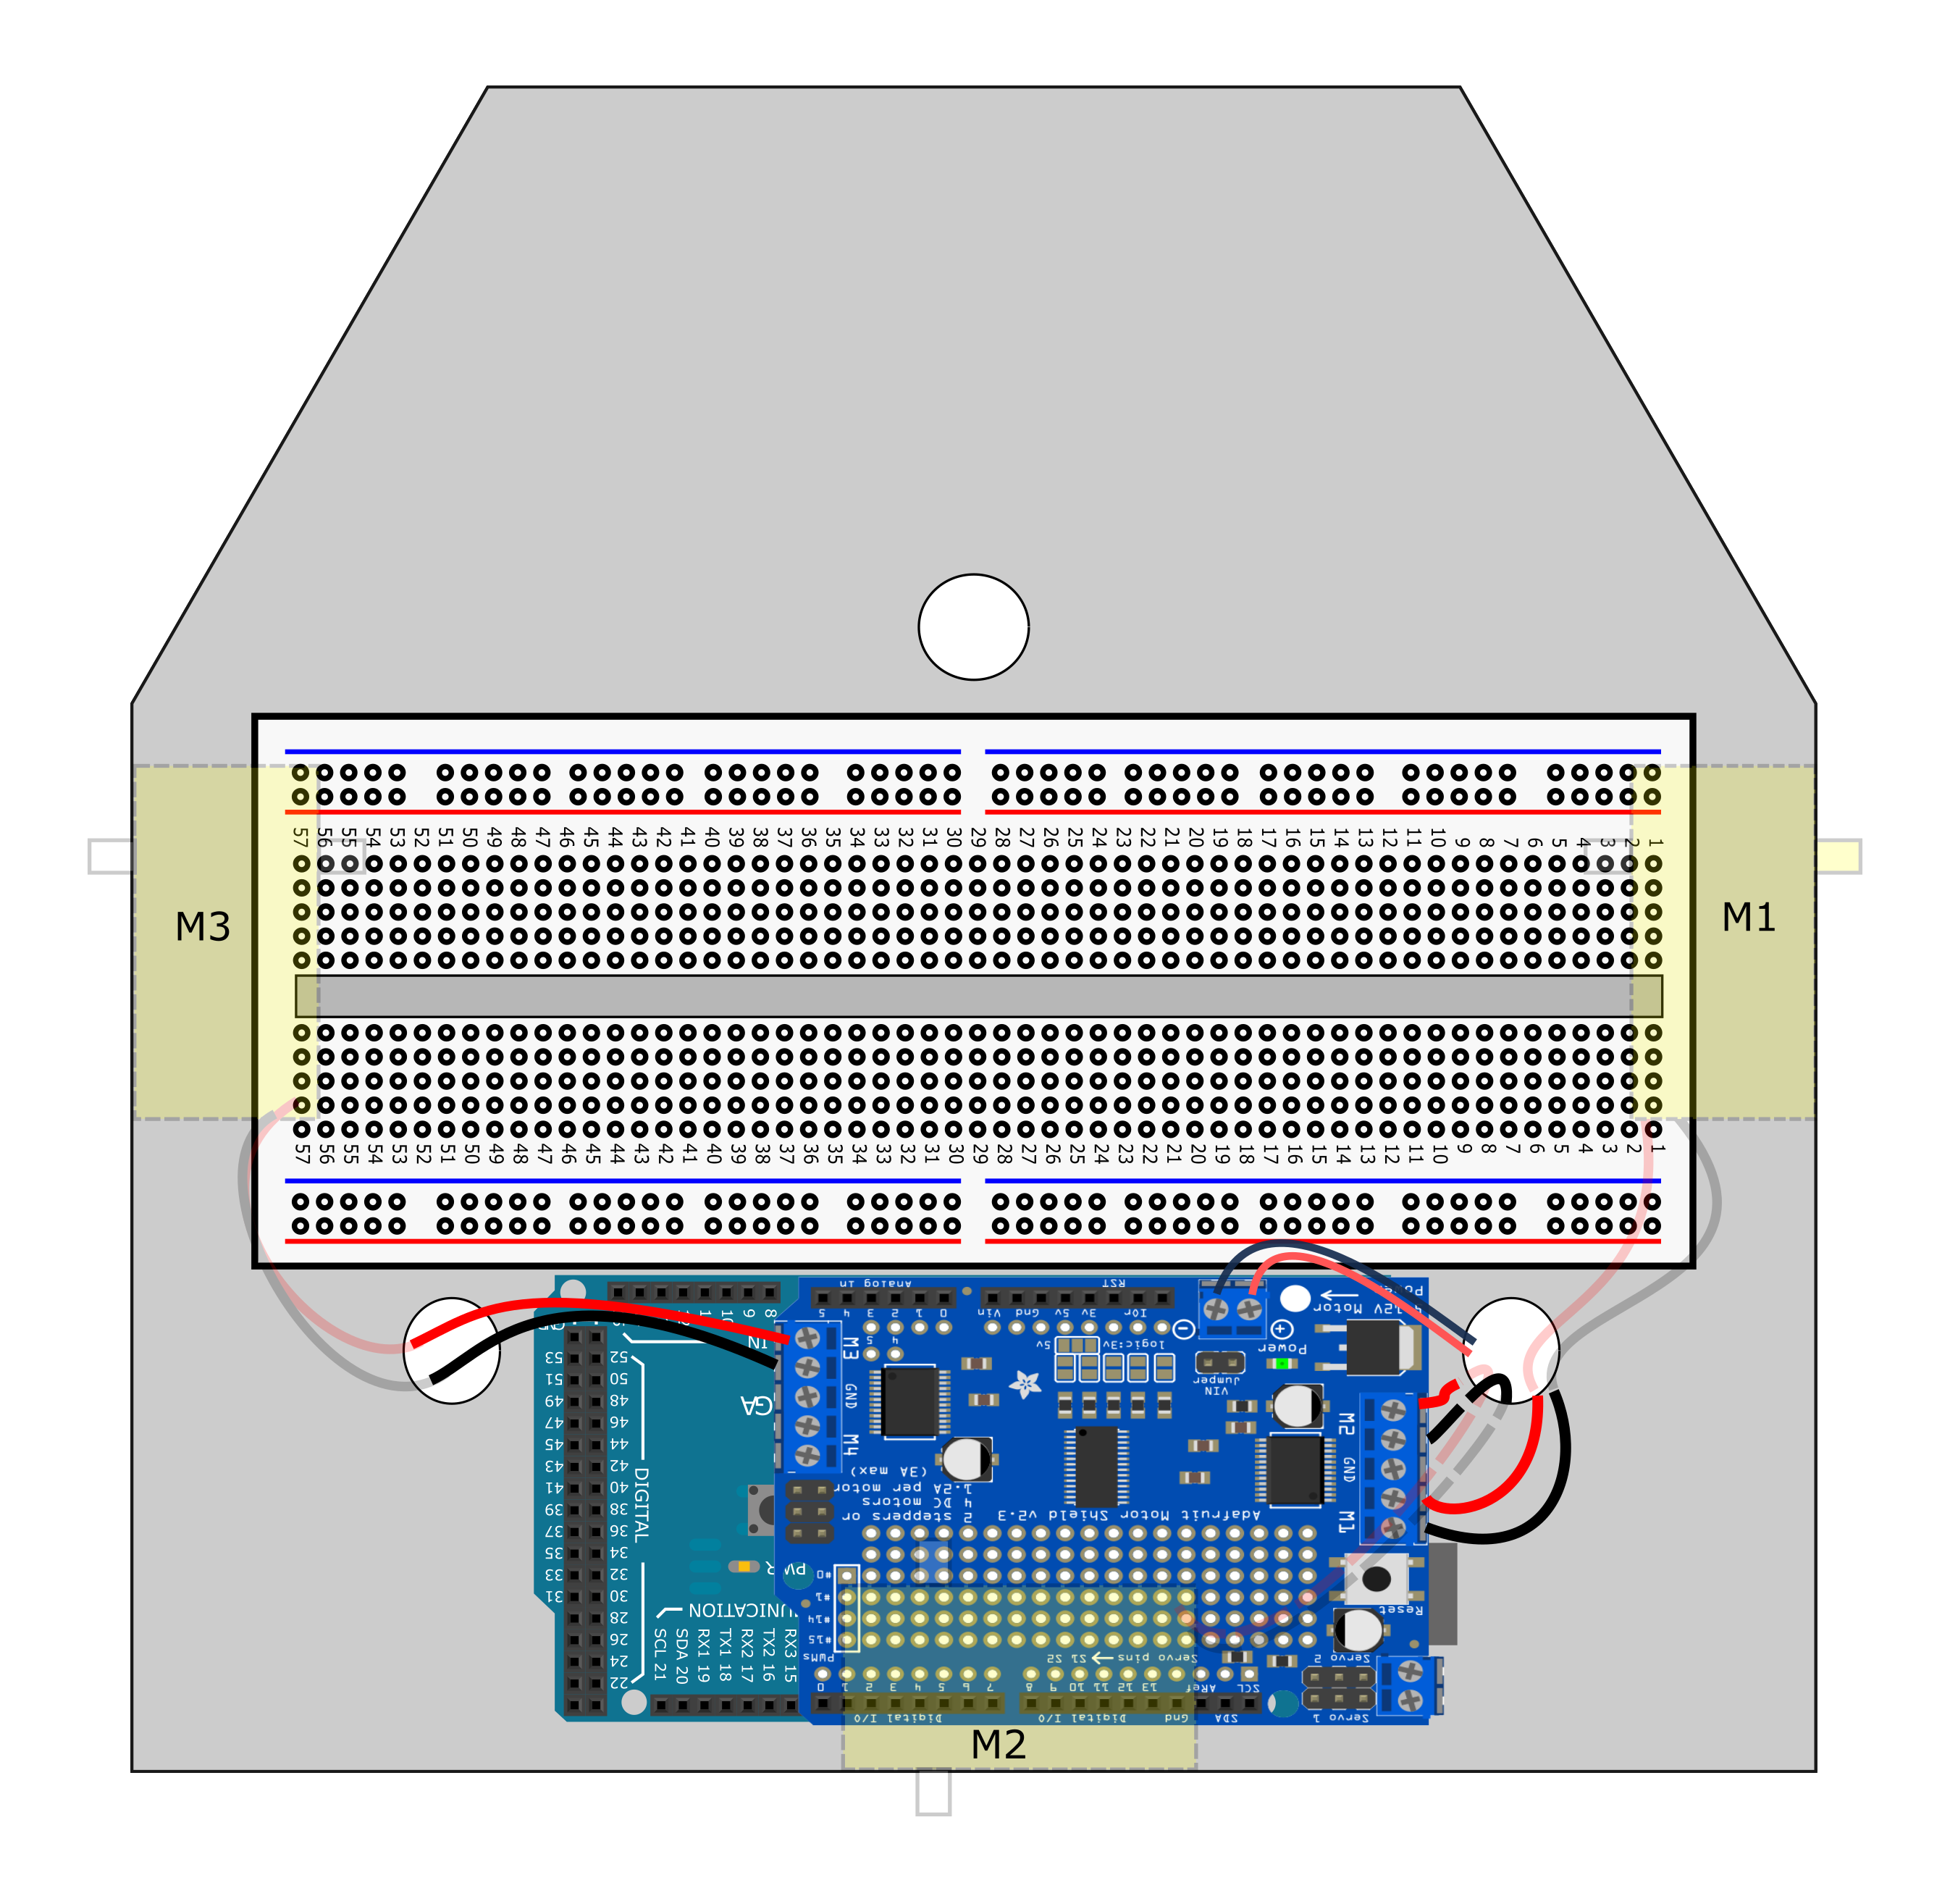 57 56 55 54 53 52 51 50 49 48 47 46 45 44 43 42 41 40 39 38 37 36 35 34 33 32 31 30 29 28 27 26 25 24 23 22 21 20 19 18 17 16 15 14 13 12 11 10 9 8 7 6 5 4 3 2 1
M3
M1
57 56 55 54 53 52 51 50 49 48 47 46 45 44 43 42 41 40 39 38 37 36 35 34 33 32 31 30 29 28 27 26 25 24 23 22 21 20 19 18 17 16 15 14 13 12 11 10 9 8 7 6 5 4 3 2 1
Analog in
RST
5 4 3 2 1 0
Vin Gnd 5v 3v IOr
5 4
5v
logic:3v
Power
VIN
Jumper
5-12V Motor
9 8
IN
M3
GND
M4
M2
GND
M1
53 52
51 50
49 48
47 46
45 44
43 42
41 40
39 38
37 36
35 34
33 32
31 30
28
26
24
22
DIGITAL
(3A max)
1.2A per motor
4 DC motors
2 steppers or
Adafruit Motor Shield v2.3
Reset
#0
#1
#14
#15
PWMs
SCL 21
SDA 20
RX1 19
TX1 18
RX2 17
TX2 16
RX3 15
Servo pins
S1 S2
Servo 2
0 1 2 3 4 5 6 7 8 9 10 11 12 13
ARef
SCL
Digital I/O
Digital I/O
Gnd
SDA
Servo 1
M2